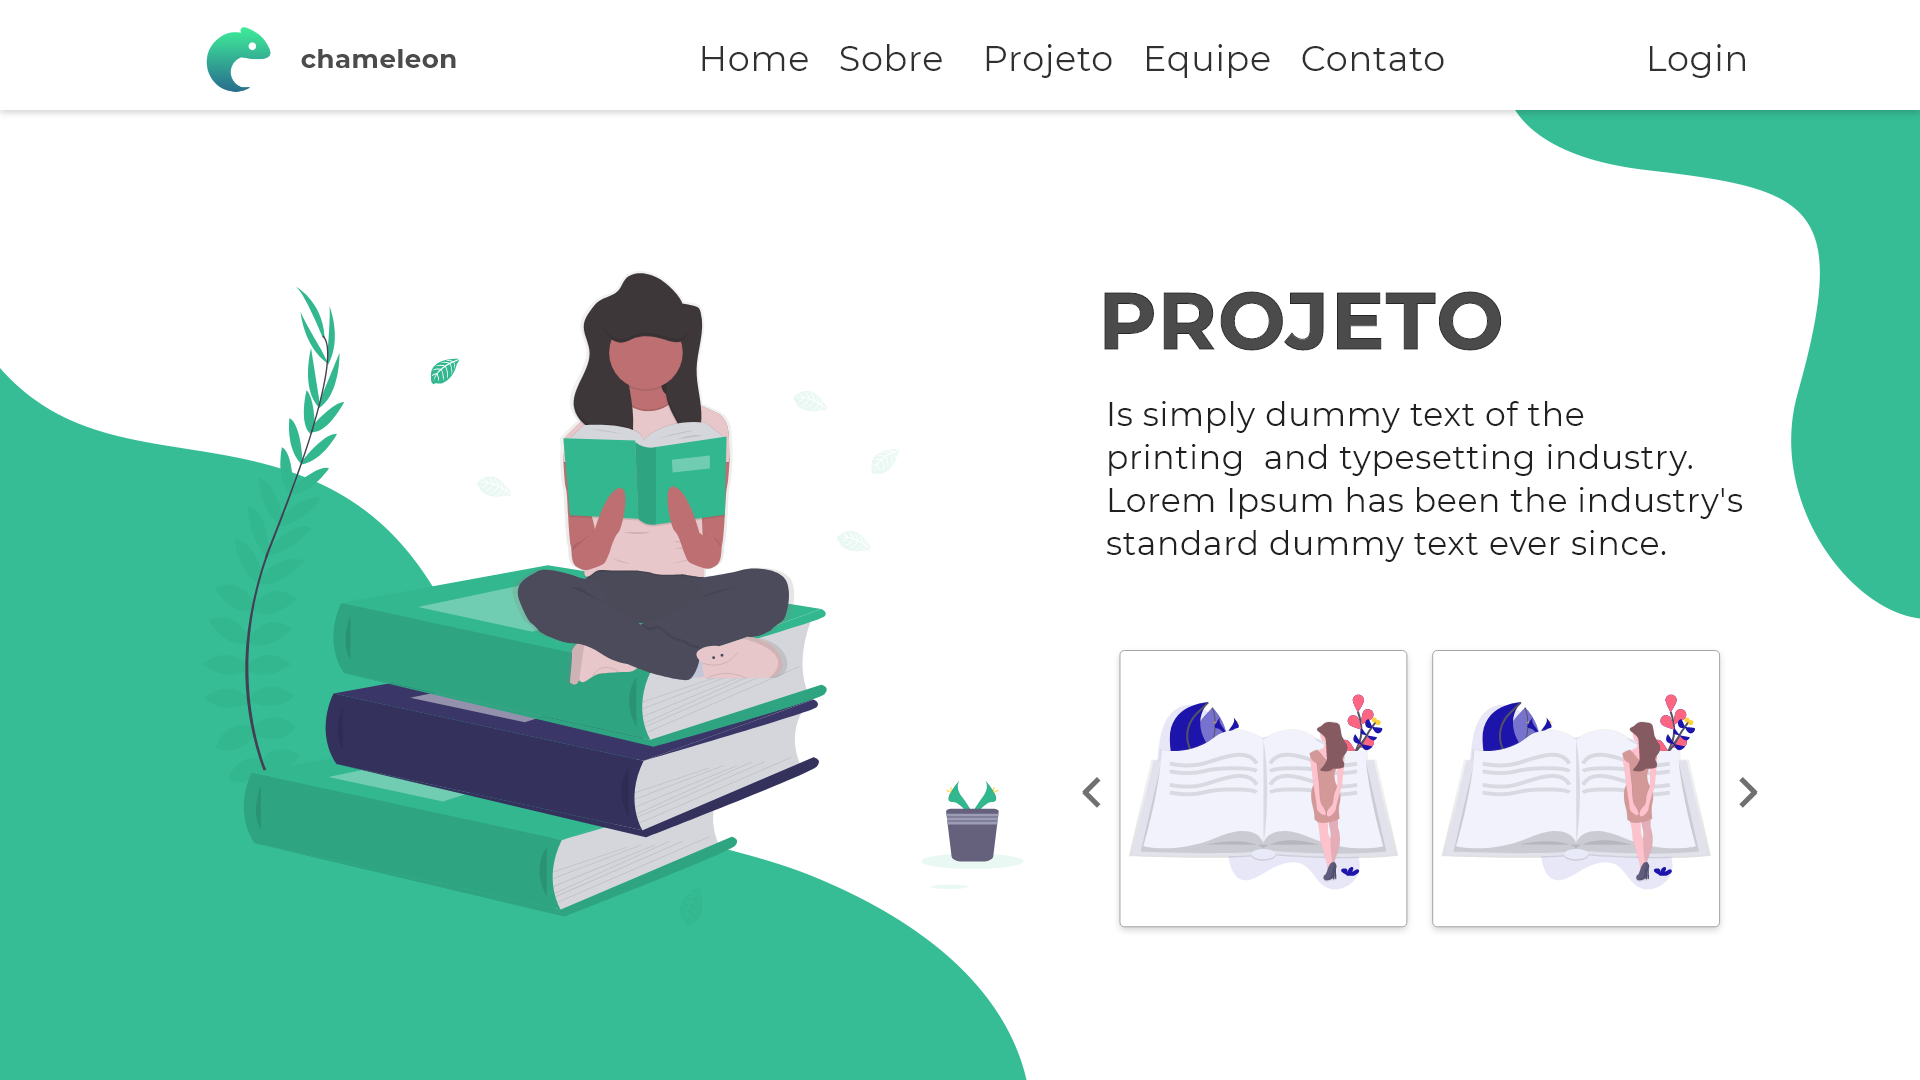 chameleon Home Sobre Projeto Equipe Contato Login
PROJETO
Is simply dummy text of the
printing  and typesetting industry.
Lorem Ipsum has been the industry's
standard dummy text ever since.